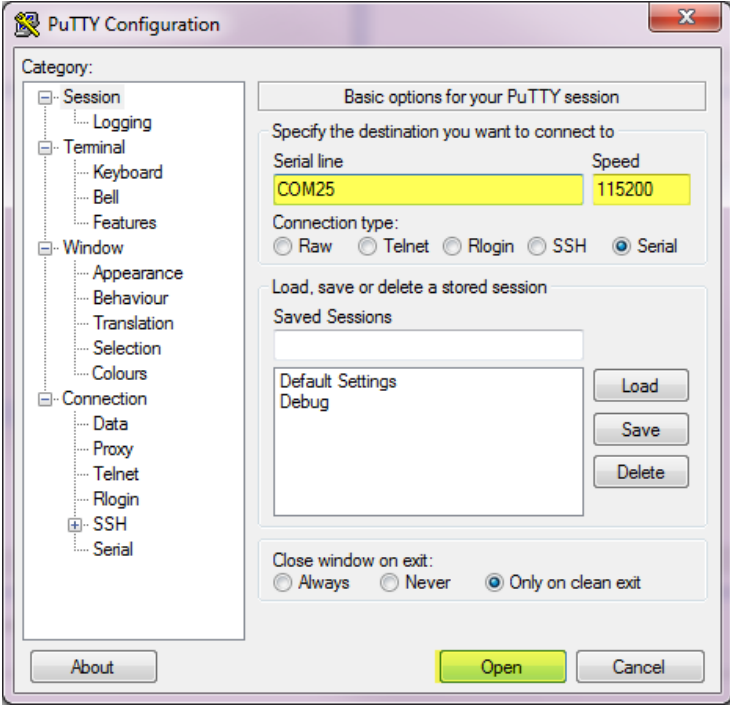 PuTTY Configuration
Category:
Session
Logging
Terminal
Keyboard
Bell
Features
Window
Appearance
Behaviour
Translation
Selection
Colours
Connection
Data
Proxy
Telnet
Rlogin
SSH
Serial
Basic options for your PuTTY session
Specify the destination you want to connect to
Serial line Speed
COM25 115200
Connection type:
Raw Telnet Rlogin SSH Serial
Load, save or delete a stored session
Saved Sessions
Default Settings
Debug
Load
Save
Delete
Close window on exit:
Always Never Only on clean exit
About Open Cancel